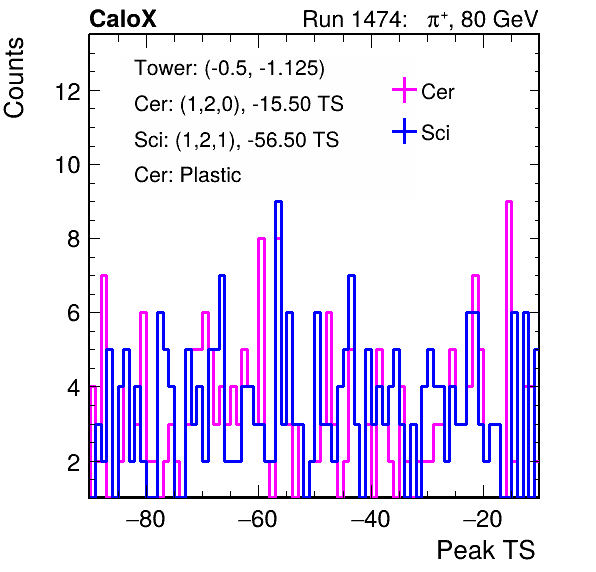 CaloX Run 1474: π+, 80 GeV
Counts
Tower: (-0.5, -1.125)
Cer: (1,2,0), -15.50 TS
Sci: (1,2,1), -56.50 TS
Cer: Plastic
Cer
Sci
12
10
8
6
4
2
−80 −60 −40 −20
Peak TS